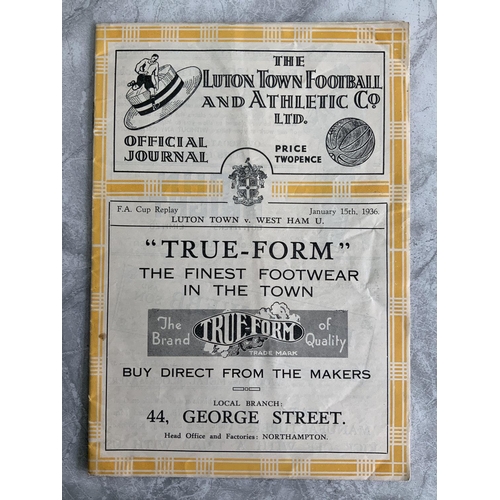 THE
LUTON TOWN FOOTBALL
AND ATHLETIC Co
LTD.
OFFICIAL
JOURNAL
PRICE
TWOPENCE
F.A. Cup Replay January 15th, 1936.
LUTON TOWN v. WEST HAM U.
"TRUE-FORM"
THE FINEST FOOTWEAR
IN THE TOWN
The Brand TRUE-FORM of Quality
TRADE MARK
BUY DIRECT FROM THE MAKERS
LOCAL BRANCH:
44, GEORGE STREET.
Head Office and Factories: NORTHAMPTON.